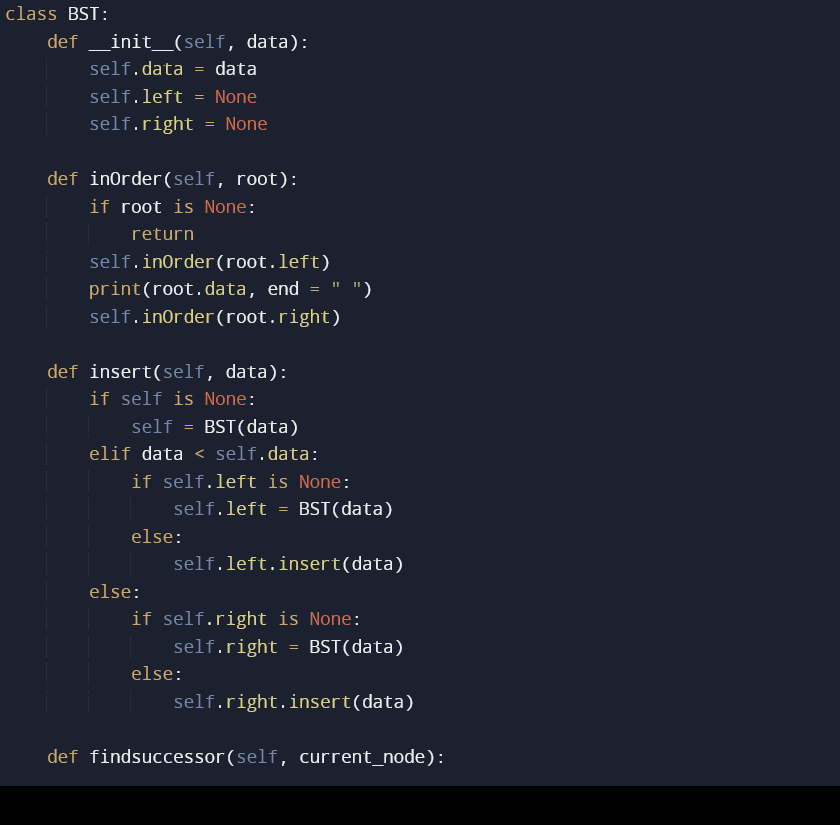 class BST:
    def __init__(self, data):
        self.data = data
        self.left = None
        self.right = None

    def inOrder(self, root):
        if root is None:
            return
        self.inOrder(root.left)
        print(root.data, end = " ")
        self.inOrder(root.right)

    def insert(self, data):
        if self is None:
            self = BST(data)
        elif data < self.data:
            if self.left is None:
                self.left = BST(data)
            else:
                self.left.insert(data)
        else:
            if self.right is None:
                self.right = BST(data)
            else:
                self.right.insert(data)

    def findsuccessor(self, current_node):